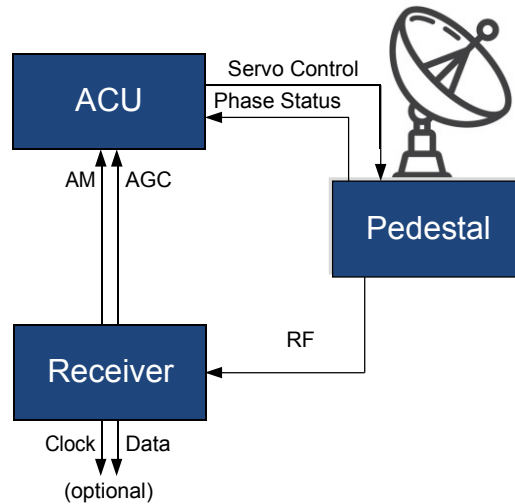 Servo Control
ACU
Phase Status
AM AGC
Pedestal
RF
Receiver
Clock Data
(optional)